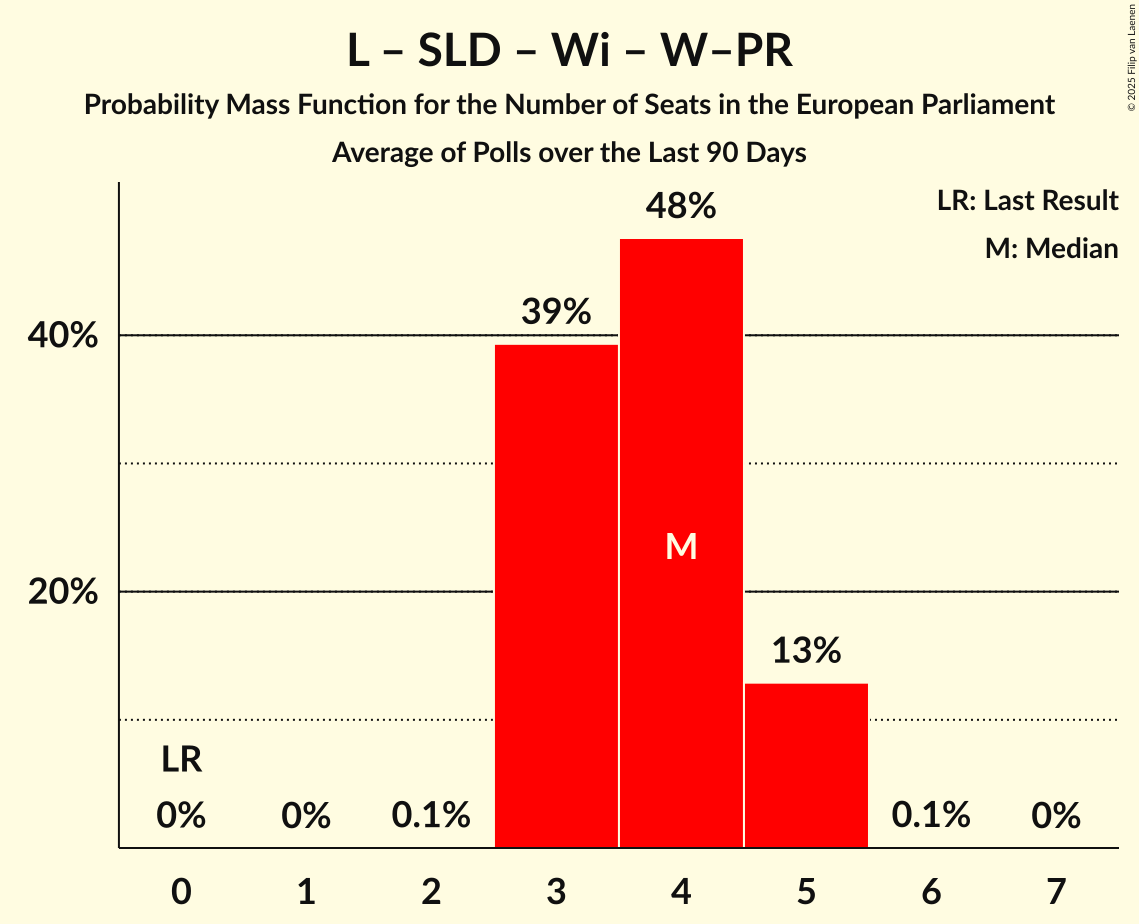 L – SLD – Wi – W–PR
Probability Mass Function for the Number of Seats in the European Parliament
Average of Polls over the Last 90 Days
© 2025 Filip van Laenen
LR: Last Result
M: Median
48%
39%
40%
M
20%
13%
LR
0% 0% 0.1% 0.1% 0%
0 1 2 3 4 5 6 7